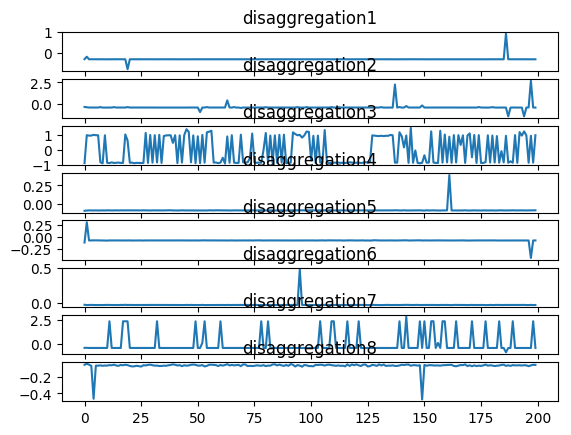 disaggregation1
1
0
disaggregation2
2.5
0.0
disaggregation3
1
0
−1
disaggregation4
0.25
0.00
disaggregation5
0.25
0.00
−0.25
disaggregation6
0.5
0.0
disaggregation7
2.5
0.0
disaggregation8
−0.2
−0.4
0 25 50 75 100 125 150 175 200